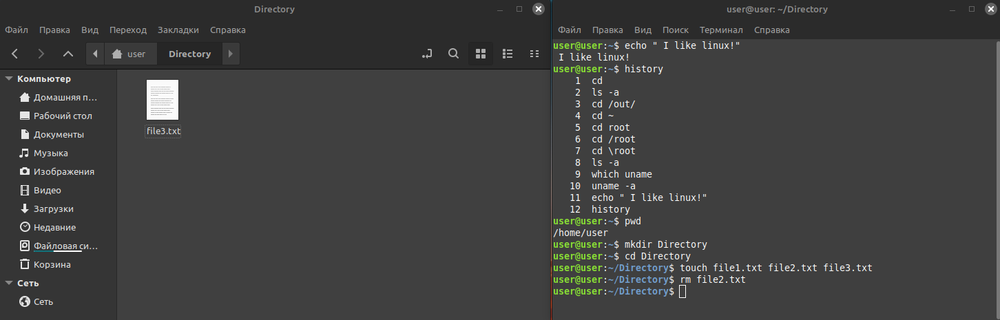 Directory
Файл Правка Вид Переход Закладки Справка
user Directory
Компьютер
Домашняя п...
Рабочий стол
Документы
Музыка
Изображения
Видео
Загрузки
Недавние
Файловая си...
Корзина
Сеть
Сеть
file3.txt
user@user: ~/Directory
Файл Правка Вид Поиск Терминал Справка
user@user:~$ echo " I like linux!"
 I like linux!
user@user:~$ history
    1  cd
    2  ls -a
    3  cd /out/
    4  cd ~
    5  cd root
    6  cd /root
    7  cd \root
    8  ls -a
    9  which uname
   10  uname -a
   11  echo " I like linux!"
   12  history
user@user:~$ pwd
/home/user
user@user:~$ mkdir Directory
user@user:~$ cd Directory
user@user:~/Directory$ touch file1.txt file2.txt file3.txt
user@user:~/Directory$ rm file2.txt
user@user:~/Directory$